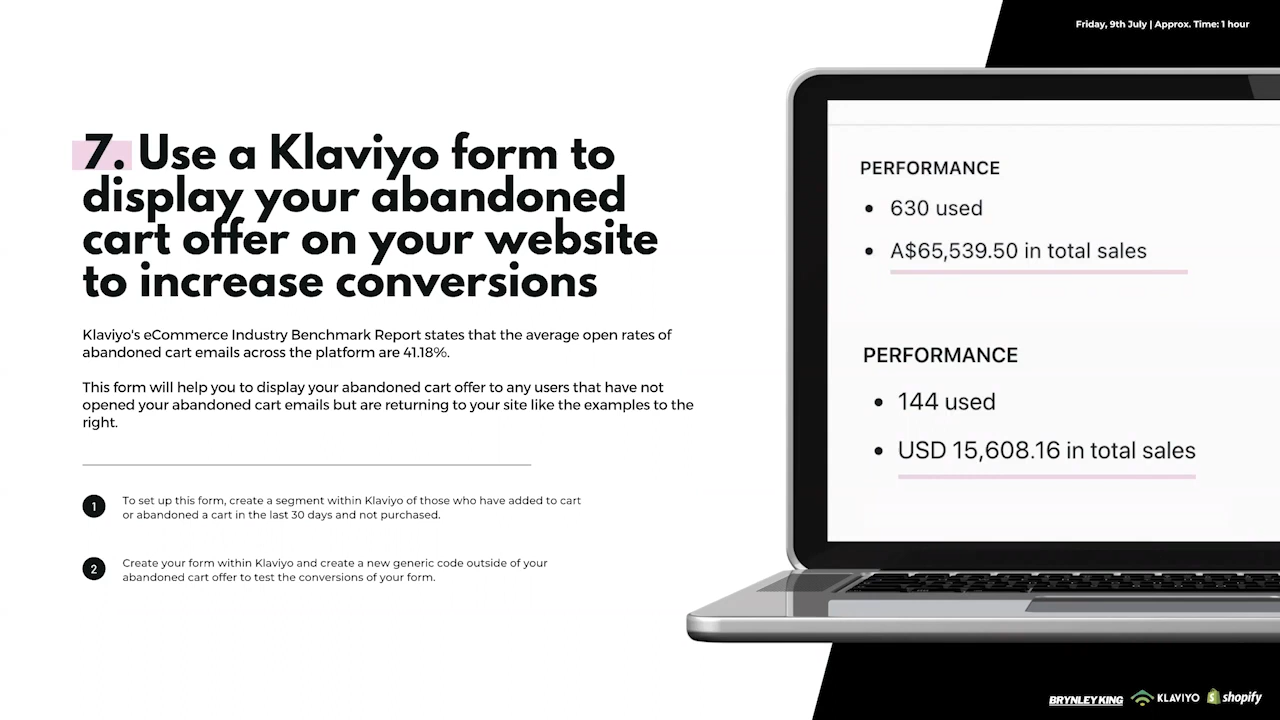 Friday, 9th July | Approx. Time: 1 hour
7. Use a Klaviyo form to
display your abandoned
cart offer on your website
to increase conversions
Klaviyo's eCommerce Industry Benchmark Report states that the average open rates of
abandoned cart emails across the platform are 41.18%.
This form will help you to display your abandoned cart offer to any users that have not
opened your abandoned cart emails but are returning to your site like the examples to the
right.
1 To set up this form, create a segment within Klaviyo of those who have added to cart
or abandoned a cart in the last 30 days and not purchased.
2 Create your form within Klaviyo and create a new generic code outside of your
abandoned cart offer to test the conversions of your form.
PERFORMANCE
• 630 used
• A$65,539.50 in total sales
PERFORMANCE
• 144 used
• USD 15,608.16 in total sales
BRYNLEY KING KLAVIYO shopify